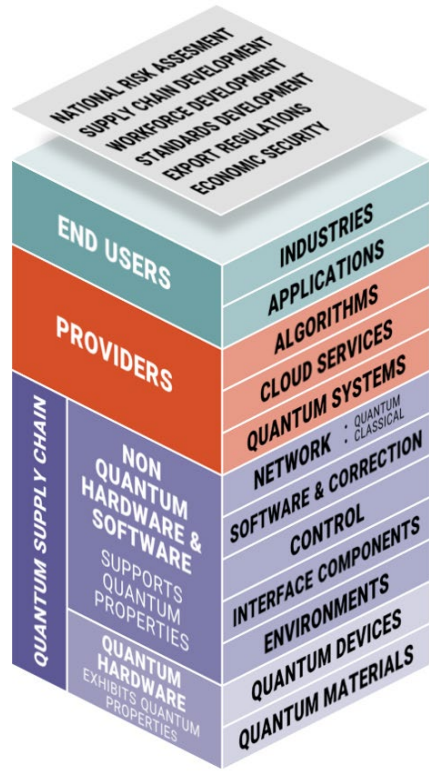 NATIONAL RISK ASSESMENT
SUPPLY CHAIN DEVELOPMENT
WORKFORCE DEVELOPMENT
STANDARDS DEVELOPMENT
EXPORT REGULATIONS
ECONOMIC SECURITY
END USERS
INDUSTRIES
APPLICATIONS
PROVIDERS
ALGORITHMS
CLOUD SERVICES
QUANTUM SYSTEMS
QUANTUM SUPPLY CHAIN
NON
QUANTUM
HARDWARE &
SOFTWARE
SUPPORTS
QUANTUM
PROPERTIES
NETWORK : QUANTUM
CLASSICAL
SOFTWARE & CORRECTION
CONTROL
INTERFACE COMPONENTS
ENVIRONMENTS
QUANTUM
HARDWARE
EXHIBITS QUANTUM
PROPERTIES
QUANTUM DEVICES
QUANTUM MATERIALS